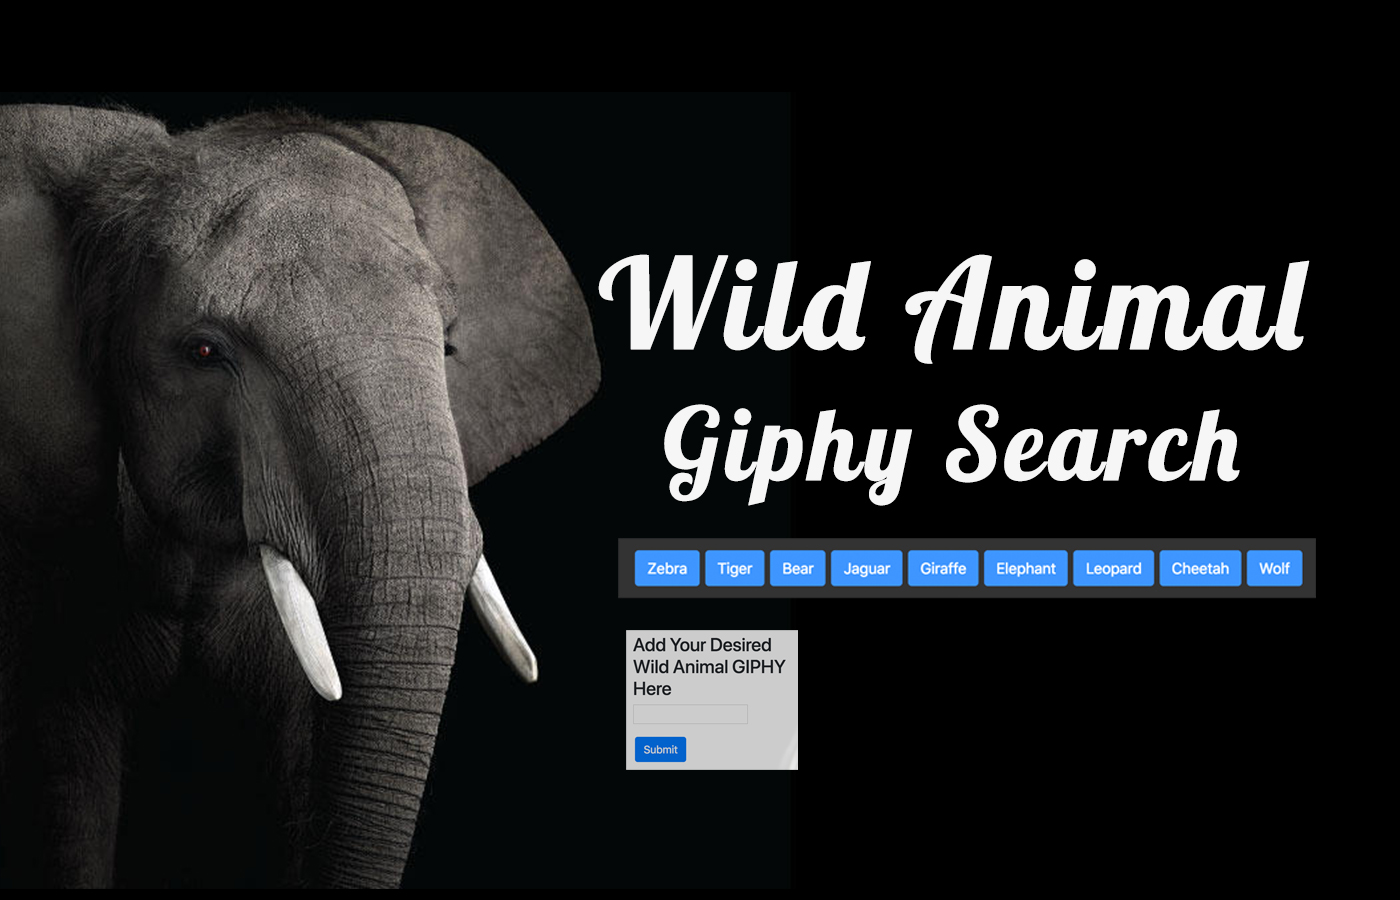 Wild Animal
Giphy Search
Zebra Tiger Bear Jaguar Giraffe Elephant Leopard Cheetah Wolf
Add Your Desired
Wild Animal GIPHY
Here
Submit